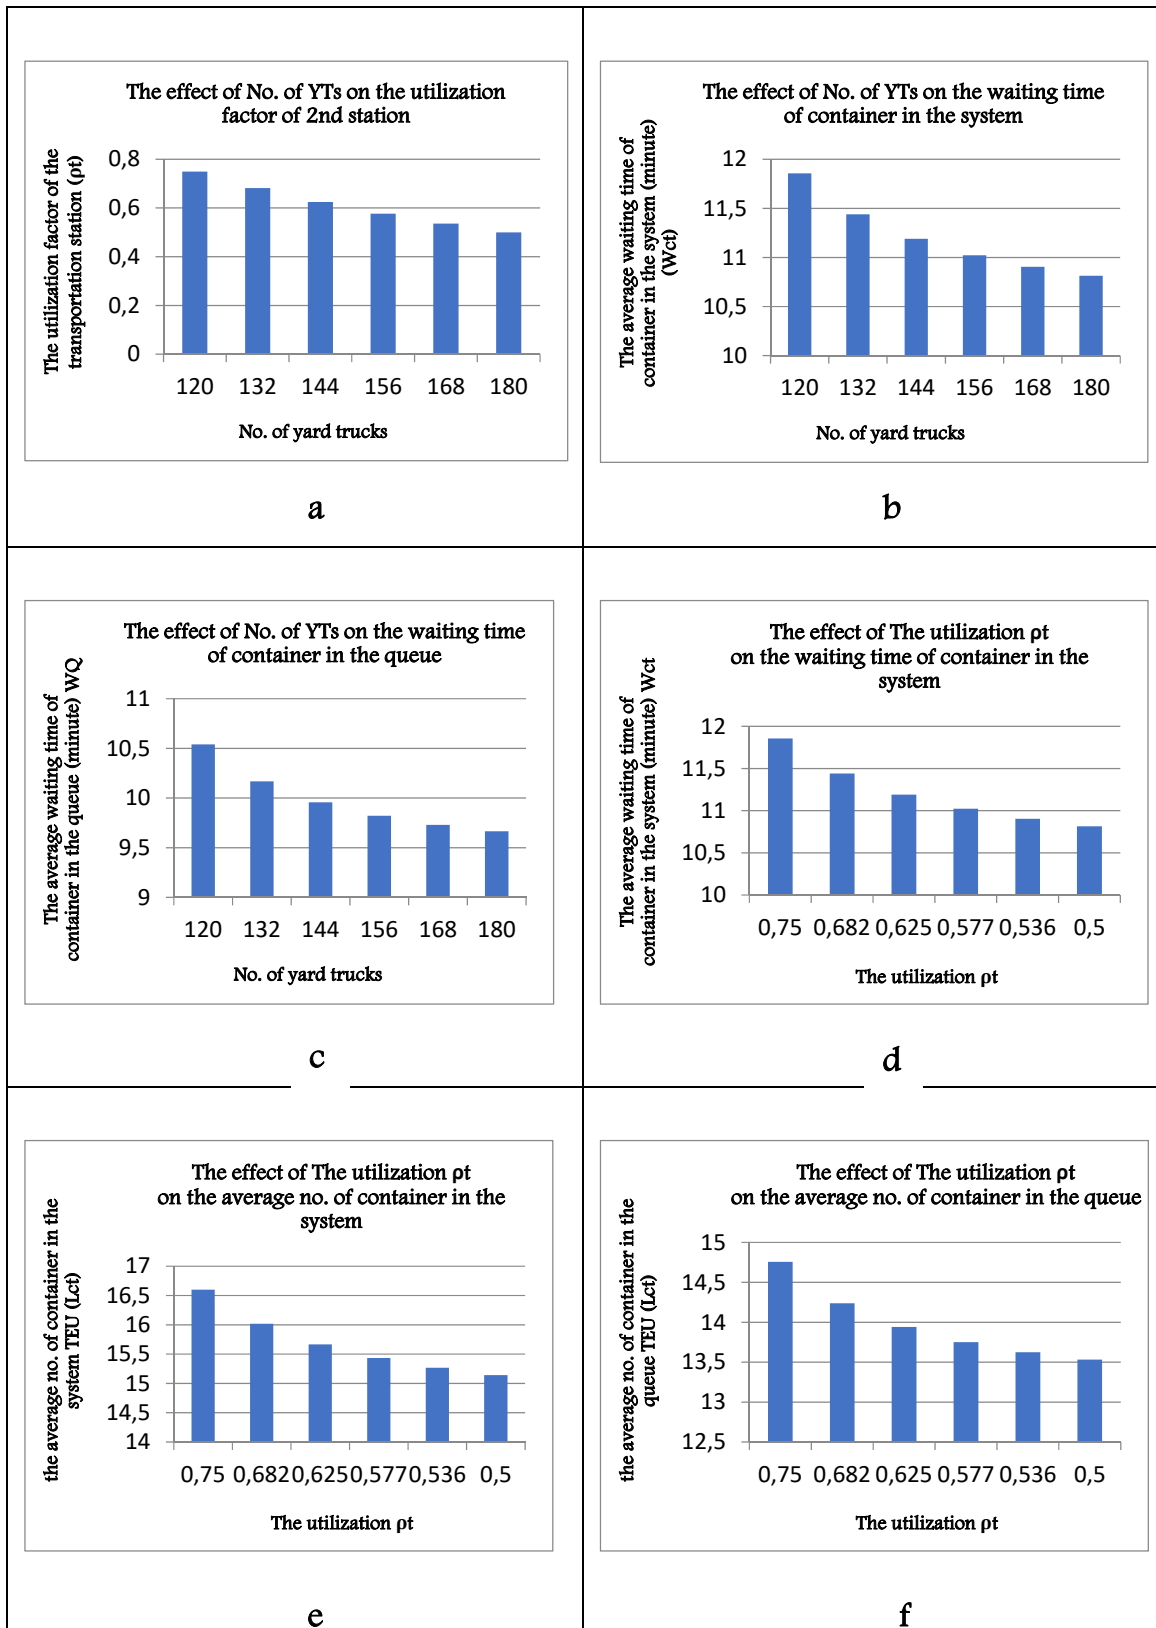 The effect of No. of YTs on the utilization
factor of 2nd station
The utilization factor of the
transportation station (ρt)
0,8
0,6
0,4
0,2
0
120 132 144 156 168 180
No. of yard trucks
a
The effect of No. of YTs on the waiting time
of container in the system
The average waiting time of
container in the system (minute)
(Wct)
12
11,5
11
10,5
10
120 132 144 156 168 180
No. of yard trucks
b
The effect of No. of YTs on the waiting time
of container in the queue
The average waiting time of
container in the queue (minute) WQ
11
10,5
10
9,5
9
120 132 144 156 168 180
No. of yard trucks
c
The effect of The utilization ρt
on the waiting time of container in the
system
The average waiting time of
container in the system (minute) Wct
12
11,5
11
10,5
10
0,75 0,682 0,625 0,577 0,536 0,5
The utilization ρt
d
The effect of The utilization ρt
on the average no. of container in the
system
the average no. of container in the
system TEU (Lct)
17
16,5
16
15,5
15
14,5
14
0,75 0,682 0,625 0,577 0,536 0,5
The utilization ρt
e
The effect of The utilization ρt
on the average no. of container in the queue
the average no. of container in the
queue TEU (Lct)
15
14,5
14
13,5
13
12,5
0,75 0,682 0,625 0,577 0,536 0,5
The utilization ρt
f